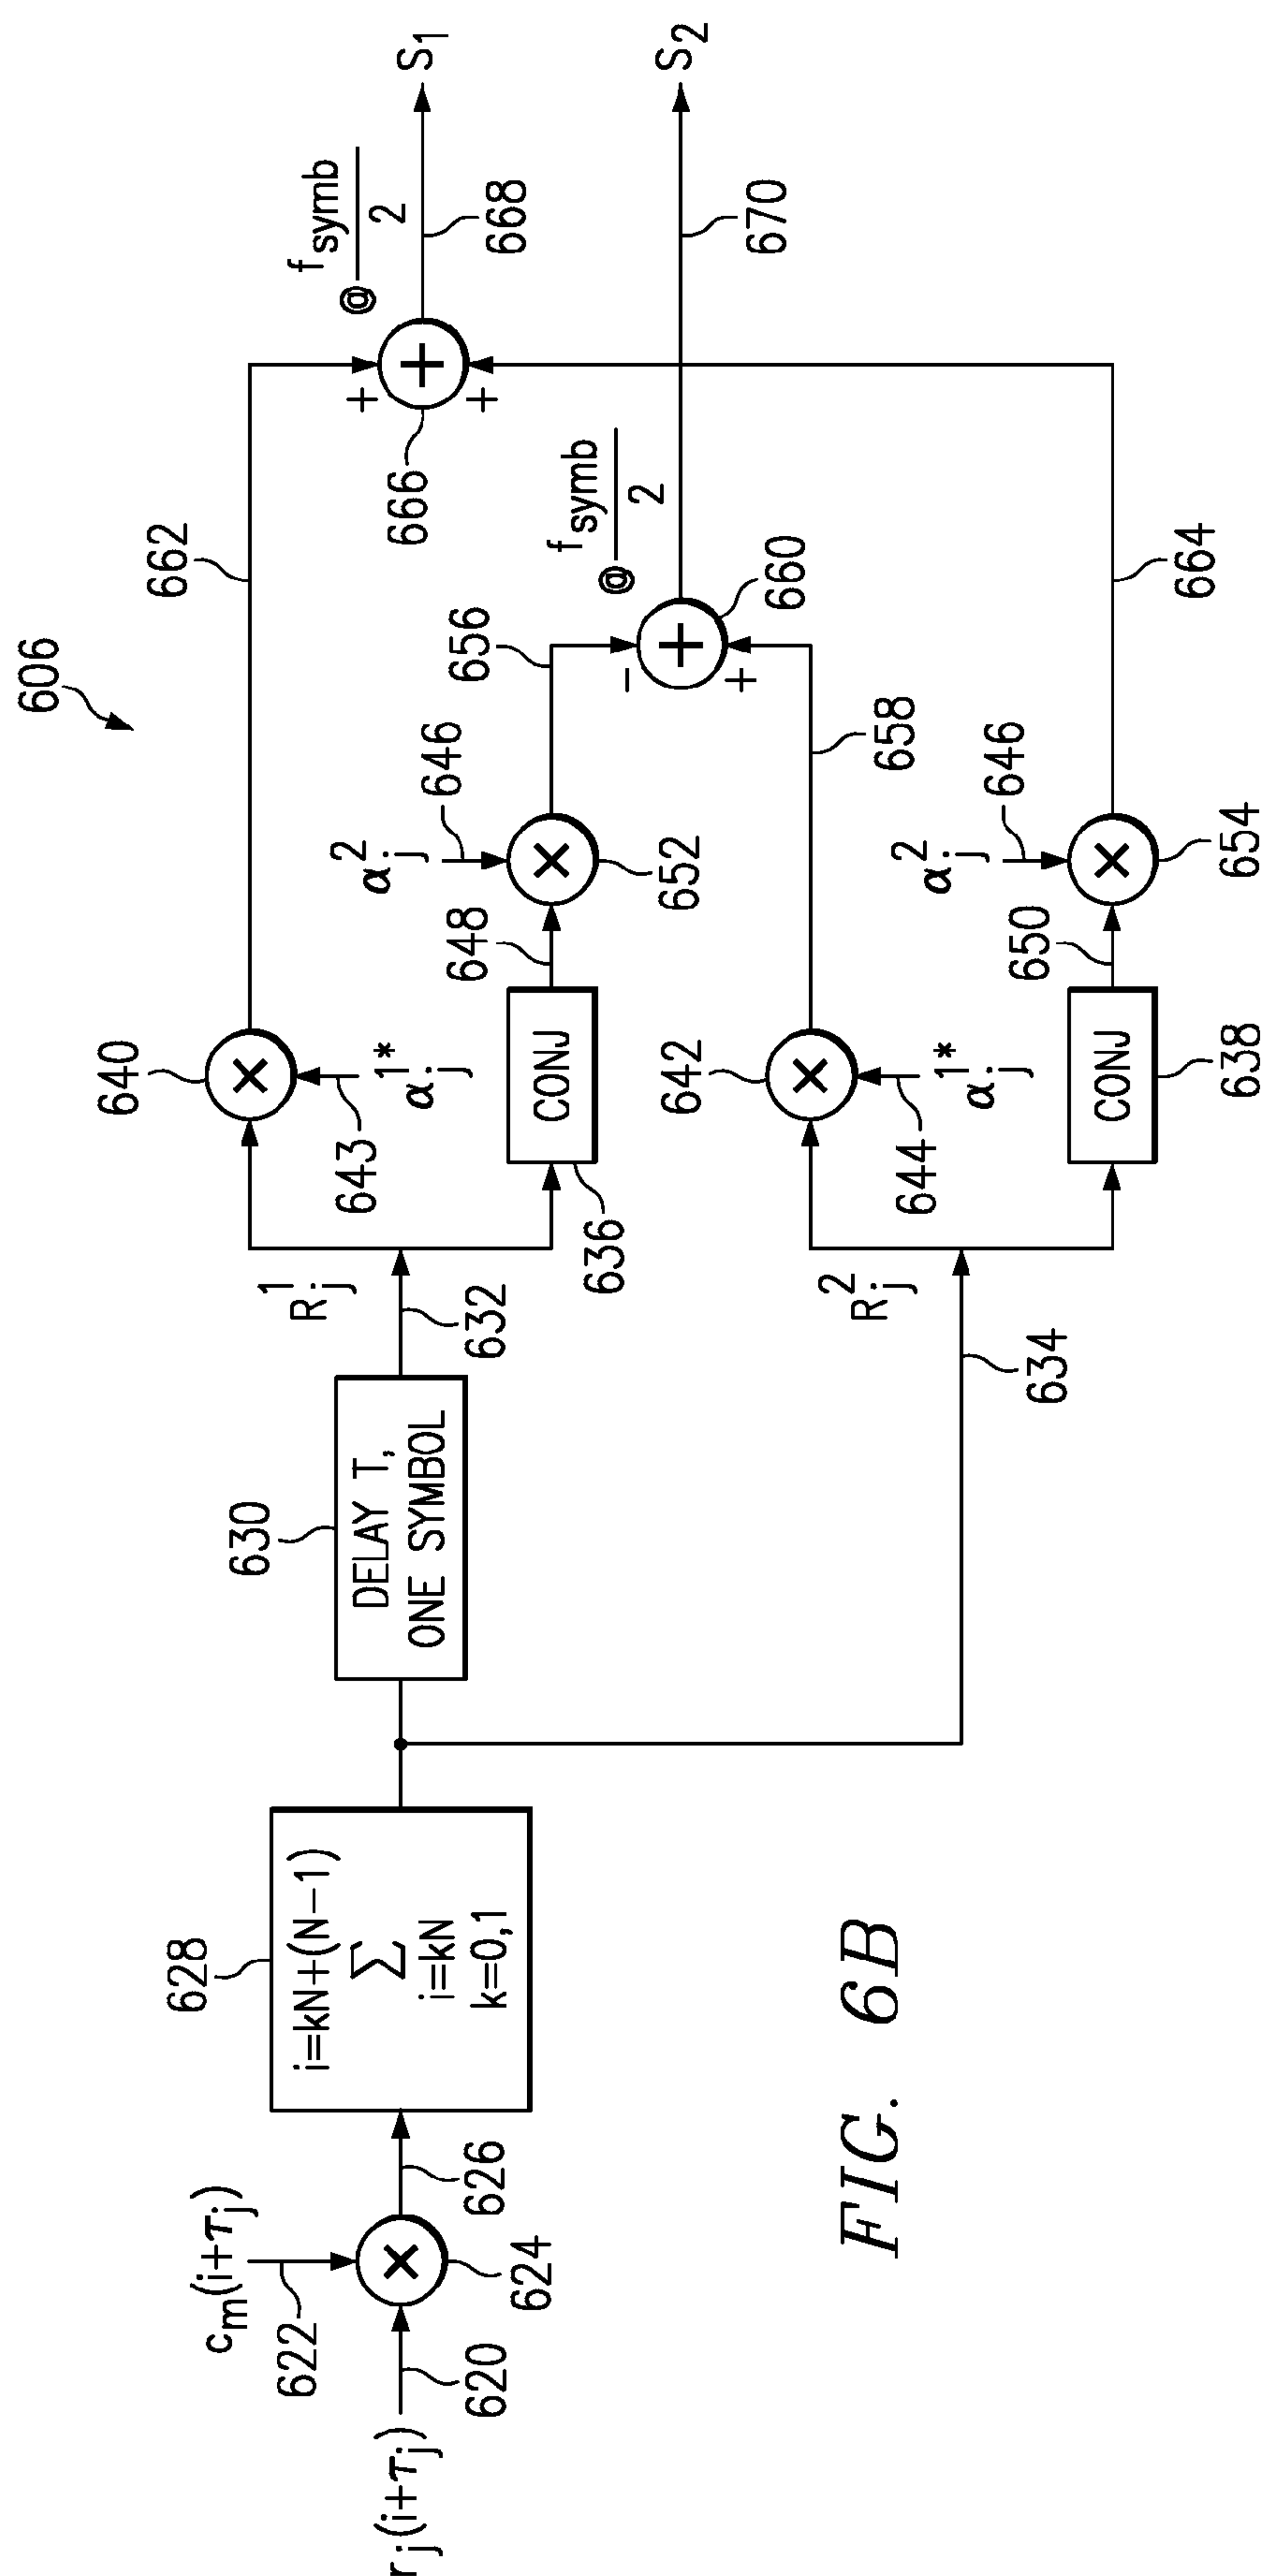 606
r_j(i+τ_j)
620
c_m(i+τ_j)
622
624
626
628
i=kN+(N−1)
Σ
i=kN
k=0,1
630
DELAY T,
ONE SYMBOL
632
634
R_j^1
R_j^2
640
643
α_j^1*
636
CONJ
648
α_j^2
646
652
656
642
644
α_j^1*
638
CONJ
650
α_j^2
646
654
658
660
−
+
+
@ f_symb/2
662
664
666
+
+
+
@ f_symb/2
668
S_1
670
S_2
×
×
×
×
×
FIG. 6B